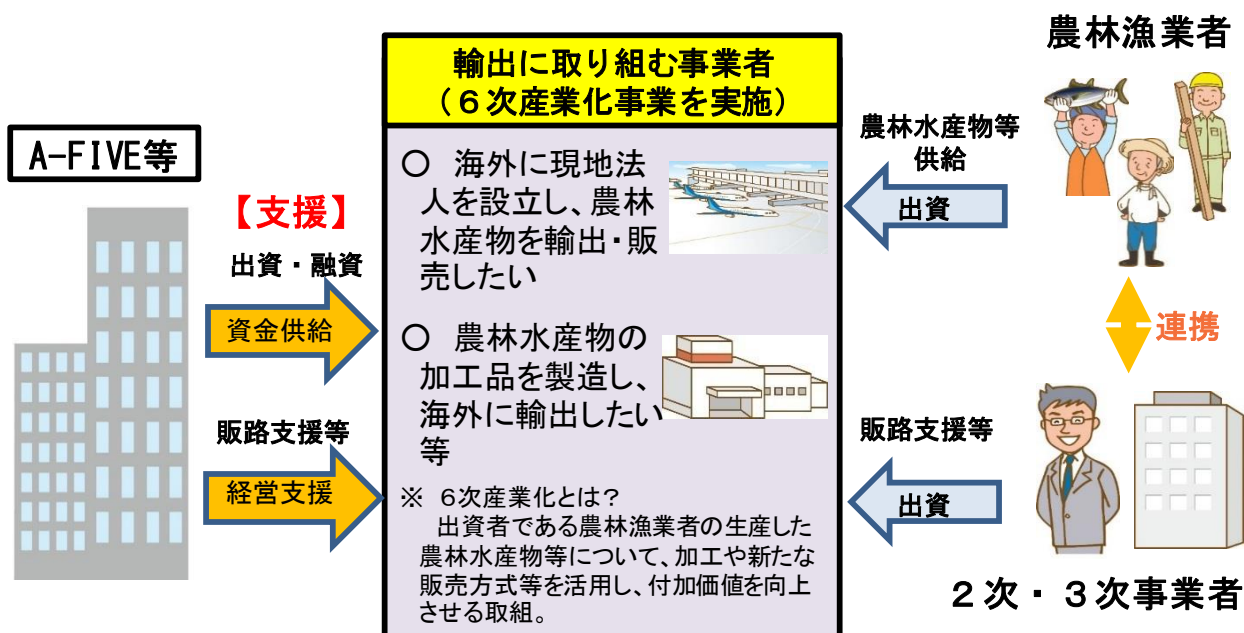 A-FIVE等
【支援】
出資・融資
資金供給
販路支援等
経営支援
輸出に取り組む事業者
(6次産業化事業を実施)
○ 海外に現地法
人を設立し、農林
水産物を輸出・販
売したい
○ 農林水産物の
加工品を製造し、
海外に輸出したい
等
※ 6次産業化とは?
出資者である農林漁業者の生産した
農林水産物等について、加工や新たな
販売方式等を活用し、付加価値を向上
させる取組。
農林漁業者
農林水産物等
供給
出資
連携
販路支援等
出資
2次・3次事業者